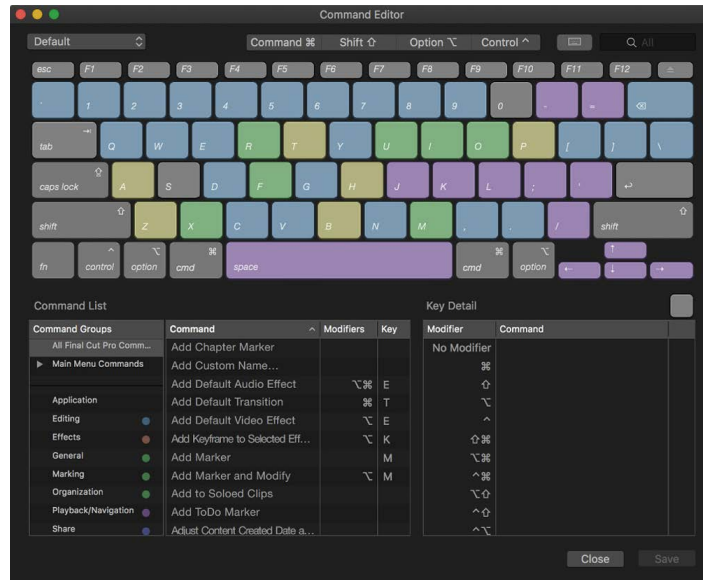 Command Editor
Default
Command ⌘ Shift ⇧ Option ⌥ Control ^
All
esc F1 F2 F3 F4 F5 F6 F7 F8 F9 F10 F11 F12
` 1 2 3 4 5 6 7 8 9 0 - = ⌫
tab ⇥ Q W E R T Y U I O P [ ] \
caps lock ⇪ A S D F G H J K L ; ' ↩
shift ⇧ Z X C V B N M , . / shift ⇧
fn control ^ option ⌥ cmd ⌘ space cmd ⌘ option ⌥ ← ↑ ↓ →
Command List
Key Detail
Command Groups Command Modifiers Key
Modifier Command
All Final Cut Pro Comm...
Add Chapter Marker
No Modifier
Main Menu Commands
Add Custom Name...
⌘
Add Default Audio Effect ⌥⌘ E
⇧
Application
Add Default Transition ⌘ T
⌥
Editing
Add Default Video Effect ⌥ E
^
Effects
Add Keyframe to Selected Eff... ⌥ K
⇧⌘
General
Add Marker M
⌥⌘
Marking
Add Marker and Modify ⌥ M
^⌘
Organization
Add to Soloed Clips
⌥⇧
Playback/Navigation
Add ToDo Marker
^⇧
Share
Adjust Content Created Date a...
^⌥
Close Save